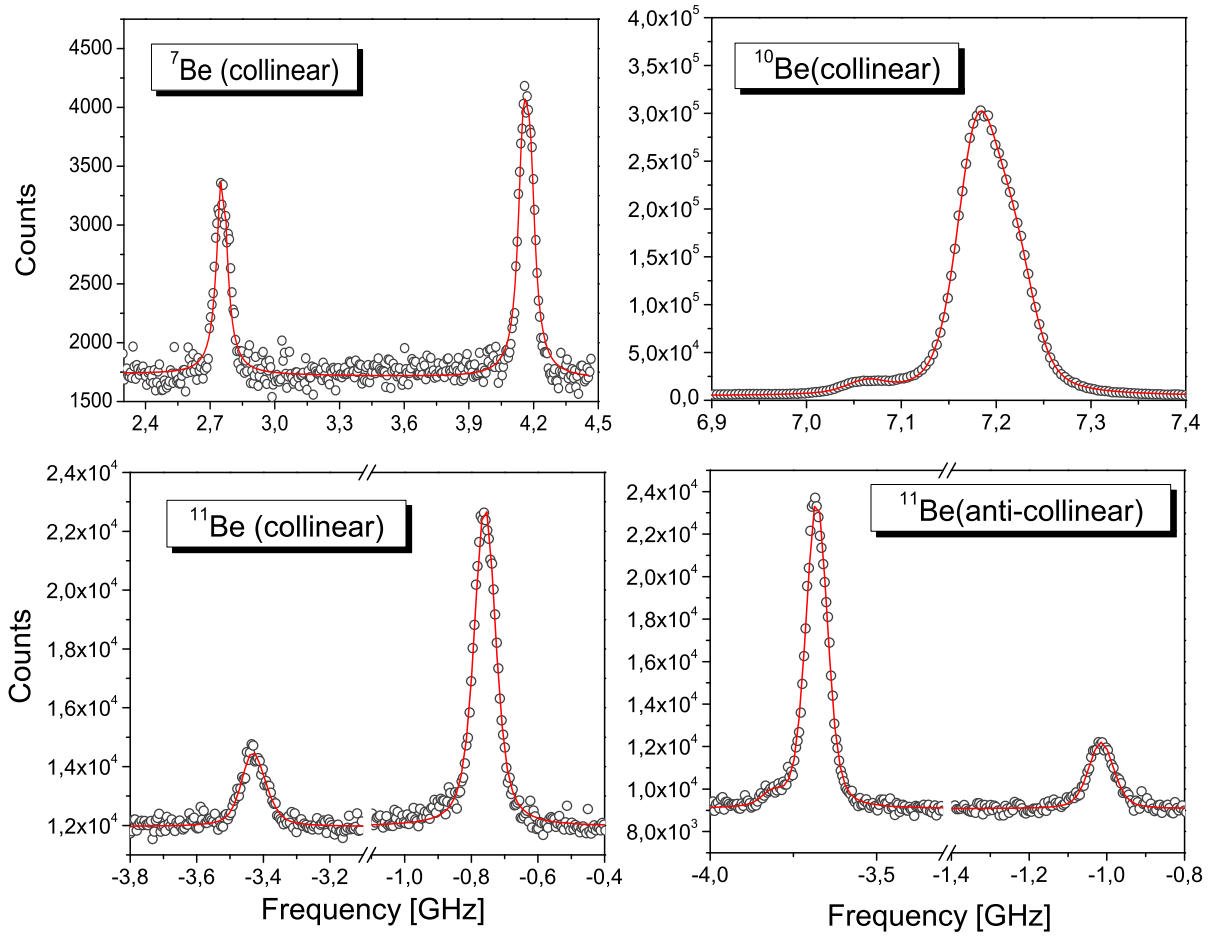 ⁷Be (collinear)
4500
4000
3500
3000
2500
2000
1500
2,4 2,7 3,0 3,3 3,6 3,9 4,2 4,5
Counts
¹⁰Be(collinear)
4,0x10⁵
3,5x10⁵
3,0x10⁵
2,5x10⁵
2,0x10⁵
1,5x10⁵
1,0x10⁵
5,0x10⁴
0,0
6,9 7,0 7,1 7,2 7,3 7,4
¹¹Be (collinear)
2,4x10⁴
2,2x10⁴
2,0x10⁴
1,8x10⁴
1,6x10⁴
1,4x10⁴
1,2x10⁴
-3,8 -3,6 -3,4 -3,2 -1,0 -0,8 -0,6 -0,4
Counts
Frequency [GHz]
¹¹Be(anti-collinear)
2,4x10⁴
2,2x10⁴
2,0x10⁴
1,8x10⁴
1,6x10⁴
1,4x10⁴
1,2x10⁴
1,0x10⁴
8,0x10³
-4,0 -3,5 -1,4 -1,2 -1,0 -0,8
Frequency [GHz]